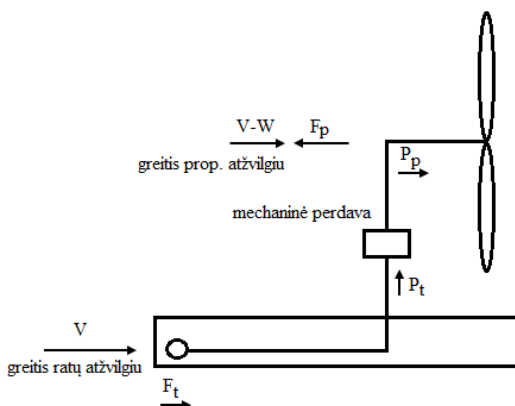 V-W
Fp
greitis prop. atžvilgiu
Pp
mechaninė perdava
Pt
V
greitis ratų atžvilgiu
Ft